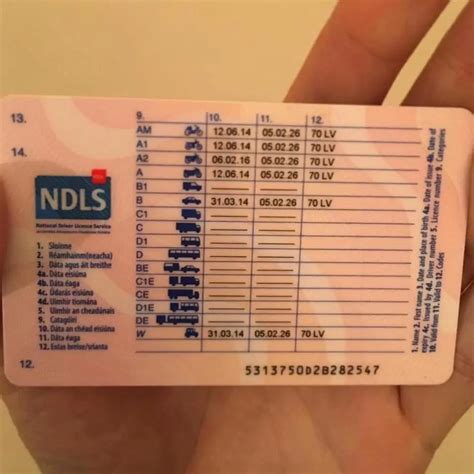 13.
14.
9. 10. 11. 12.
AM 12.06.14 05.02.26 70 LV
A1 12.06.14 05.02.26 70 LV
A2 06.02.16 05.02.26 70 LV
A 12.06.14 05.02.26 70 LV
B1
B 31.03.14 05.02.26 70 LV
C1
C
D1
D
BE
C1E
CE
D1E
DE
W 31.03.14 05.02.26 70 LV
NDLS
National Driver Licence Service
1. Sloinne
2. Réamhainm(neacha)
3. Dáta agus áit breithe
4a. Dáta eisiúna
4b. Dáta éaga
4c. Údarás eisiúna
4d. Uimhir tiomána
5. Uimhir an cheadúnais
9. Catagóirí
10. Dáta an chéad eisiúna
11. Dáta éaga
12.
12.
5313750D2B282547
1. Name 2. First name 3. Date and place of birth 4a. Date of issue 4b. Date of
expiry 4c. Issued by 4d. Driver number 5. Licence number 9. Categories
10. Valid from 11. Valid to 12. Codes